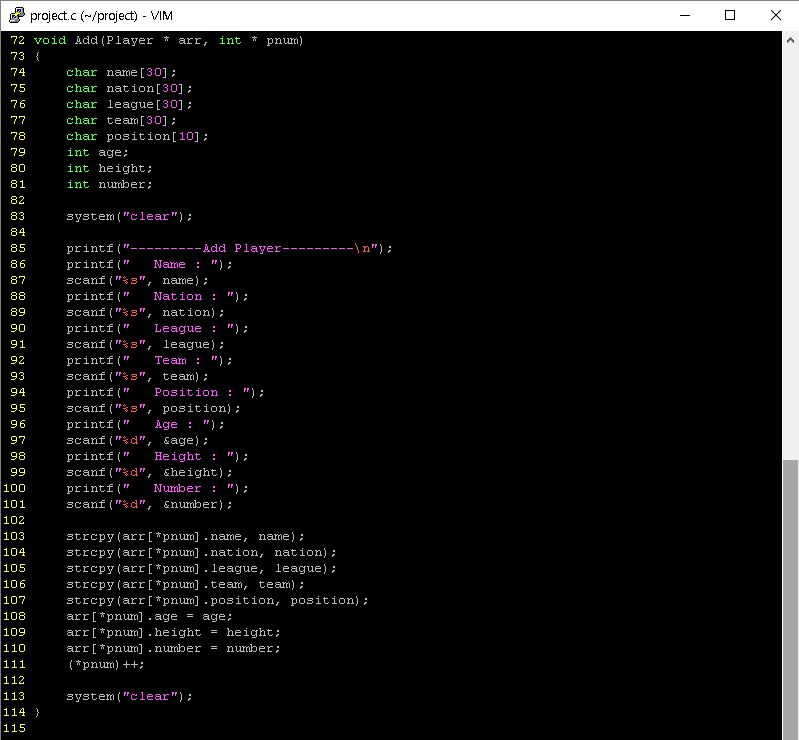 project.c (~/project) - VIM
72 void Add(Player * arr, int * pnum)
73 {
74     char name[30];
75     char nation[30];
76     char league[30];
77     char team[30];
78     char position[10];
79     int age;
80     int height;
81     int number;
82
83     system("clear");
84
85     printf("---------Add Player---------\n");
86     printf("   Name : ");
87     scanf("%s", name);
88     printf("   Nation : ");
89     scanf("%s", nation);
90     printf("   League : ");
91     scanf("%s", league);
92     printf("   Team : ");
93     scanf("%s", team);
94     printf("   Position : ");
95     scanf("%s", position);
96     printf("   Age : ");
97     scanf("%d", &age);
98     printf("   Height : ");
99     scanf("%d", &height);
100     printf("   Number : ");
101     scanf("%d", &number);
102
103     strcpy(arr[*pnum].name, name);
104     strcpy(arr[*pnum].nation, nation);
105     strcpy(arr[*pnum].league, league);
106     strcpy(arr[*pnum].team, team);
107     strcpy(arr[*pnum].position, position);
108     arr[*pnum].age = age;
109     arr[*pnum].height = height;
110     arr[*pnum].number = number;
111     (*pnum)++;
112
113     system("clear");
114 }
115